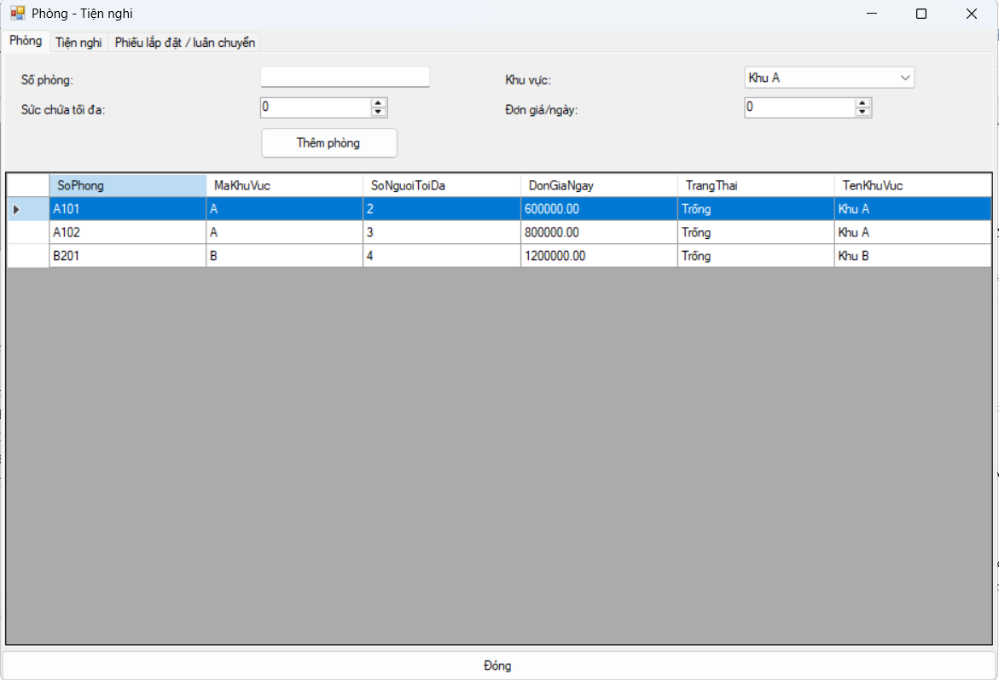 Phòng - Tiện nghi
Phòng Tiện nghi Phiếu lắp đặt / luân chuyển
Số phòng: Khu vực: Khu A
Sức chứa tối đa: 0 Đơn giá/ngày: 0
Thêm phòng
SoPhong MaKhuVuc SoNguoiToiDa DonGiaNgay TrangThai TenKhuVuc
A101 A 2 600000.00 Trống Khu A
A102 A 3 800000.00 Trống Khu A
B201 B 4 1200000.00 Trống Khu B
Đóng